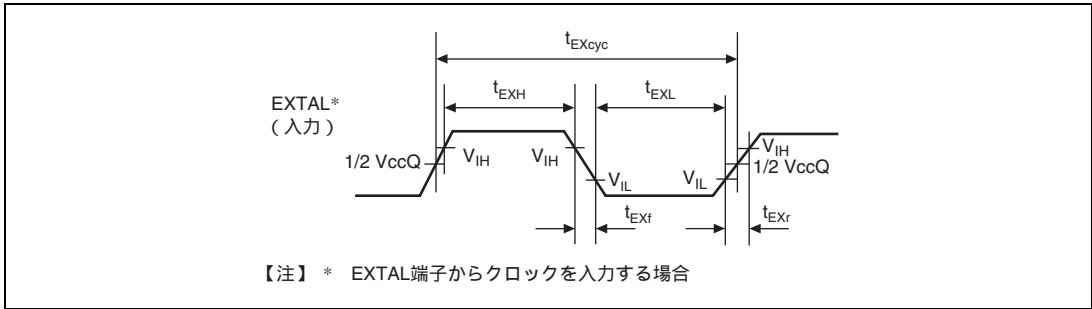 tEXcyc
tEXH
tEXL
EXTAL*
（入力）
1/2 VccQ
VIH
VIH
VIL
VIL
VIH
1/2 VccQ
tEXf
tEXr
【注】 * EXTAL端子からクロックを入力する場合